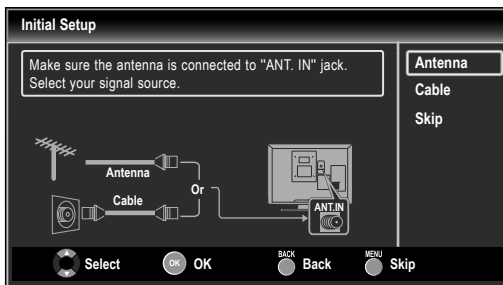 Initial Setup
Make sure the antenna is connected to "ANT. IN" jack.
Select your signal source.
Antenna
Cable
Skip
Antenna
Cable
Or
ANT.IN
Select
OK OK
BACK Back
MENU Skip